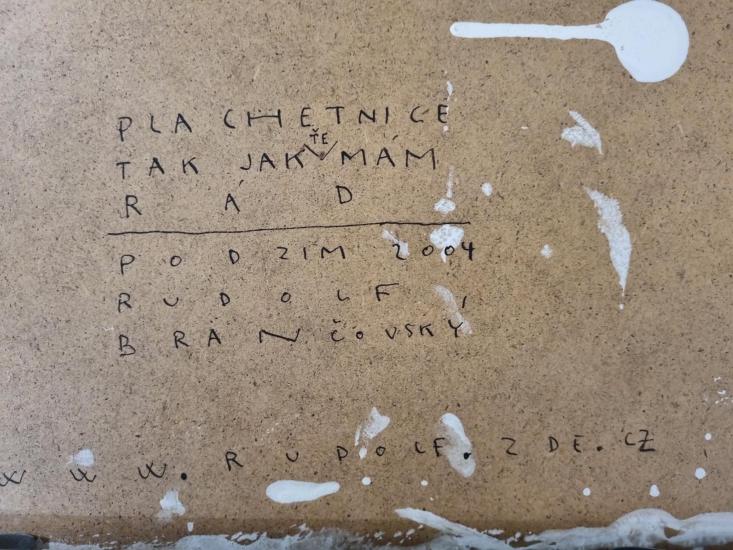 PLACHETNICE
TAK JAK TĚ MÁM
RÁD
PODZIM 2004
RUDOLF
BRANČOVSKÝ
WWW.RUDOLF.ZDE.CZ